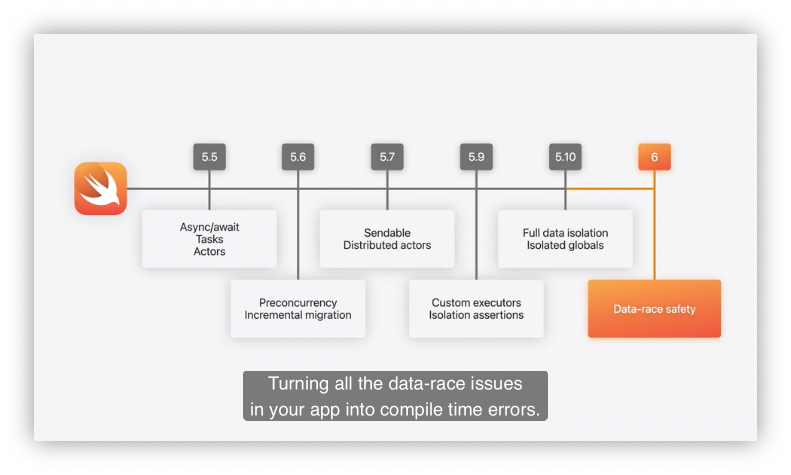 5.5
5.6
5.7
5.9
5.10
6
Async/await
Tasks
Actors
Sendable
Distributed actors
Full data isolation
Isolated globals
Preconcurrency
Incremental migration
Custom executors
Isolation assertions
Data-race safety
Turning all the data-race issues
in your app into compile time errors.